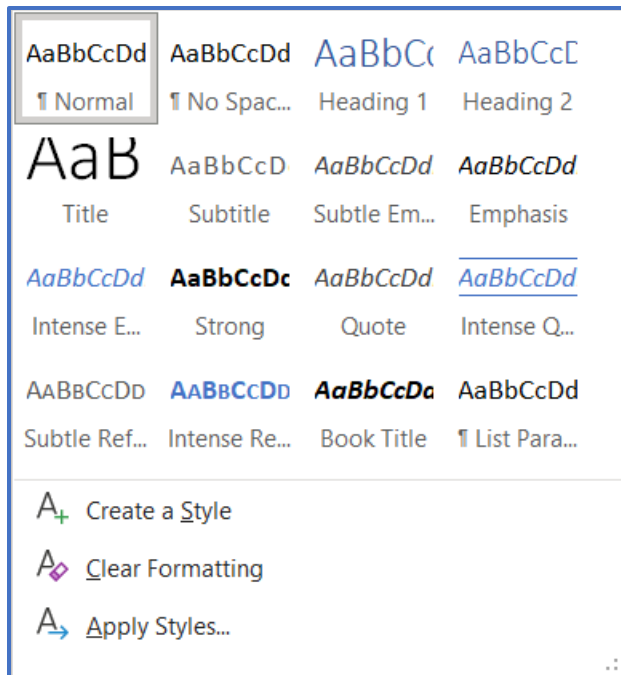 AaBbCcDd AaBbCcDd AaBbCc AaBbCcD
¶ Normal ¶ No Spac... Heading 1 Heading 2
AaB AaBbCcD AaBbCcDd AaBbCcDd
Title Subtitle Subtle Em... Emphasis
AaBbCcDd AaBbCcDd AaBbCcDd AaBbCcDd
Intense E... Strong Quote Intense Q...
AaBbCcDd AaBbCcDd AaBbCcDd AaBbCcDd
Subtle Ref... Intense Re... Book Title ¶ List Para...
Create a Style
Clear Formatting
Apply Styles...